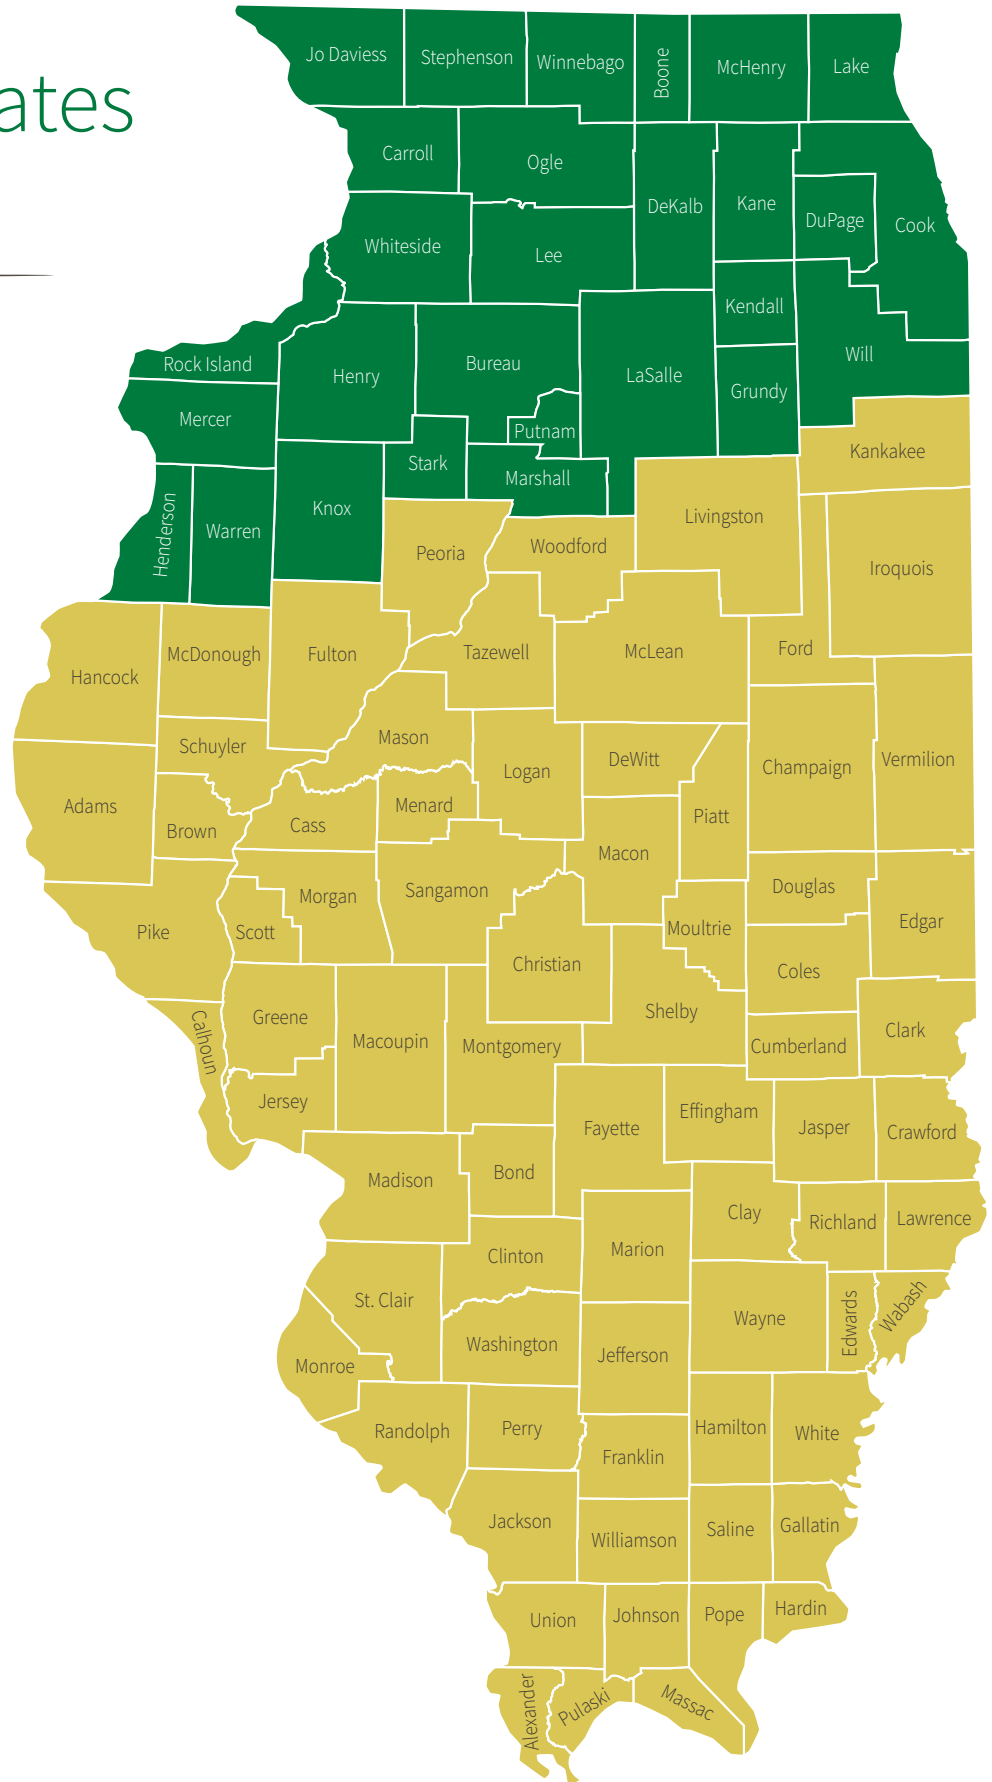 ates
Jo Daviess
Stephenson
Winnebago
Boone
McHenry
Lake
Carroll
Ogle
DeKalb
Kane
DuPage
Cook
Whiteside
Lee
Kendall
Will
Rock Island
Henry
Bureau
LaSalle
Grundy
Mercer
Putnam
Stark
Marshall
Kankakee
Henderson
Warren
Knox
Peoria
Woodford
Livingston
Iroquois
Hancock
McDonough
Fulton
Tazewell
McLean
Ford
Schuyler
Mason
Logan
DeWitt
Champaign
Vermilion
Adams
Brown
Cass
Menard
Piatt
Macon
Morgan
Sangamon
Douglas
Edgar
Pike
Scott
Christian
Moultrie
Coles
Shelby
Calhoun
Greene
Macoupin
Montgomery
Cumberland
Clark
Jersey
Fayette
Effingham
Jasper
Crawford
Madison
Bond
Clay
Richland
Lawrence
Clinton
Marion
St. Clair
Wayne
Edwards
Wabash
Monroe
Washington
Jefferson
Randolph
Perry
Franklin
Hamilton
White
Jackson
Williamson
Saline
Gallatin
Union
Johnson
Pope
Hardin
Alexander
Pulaski
Massac